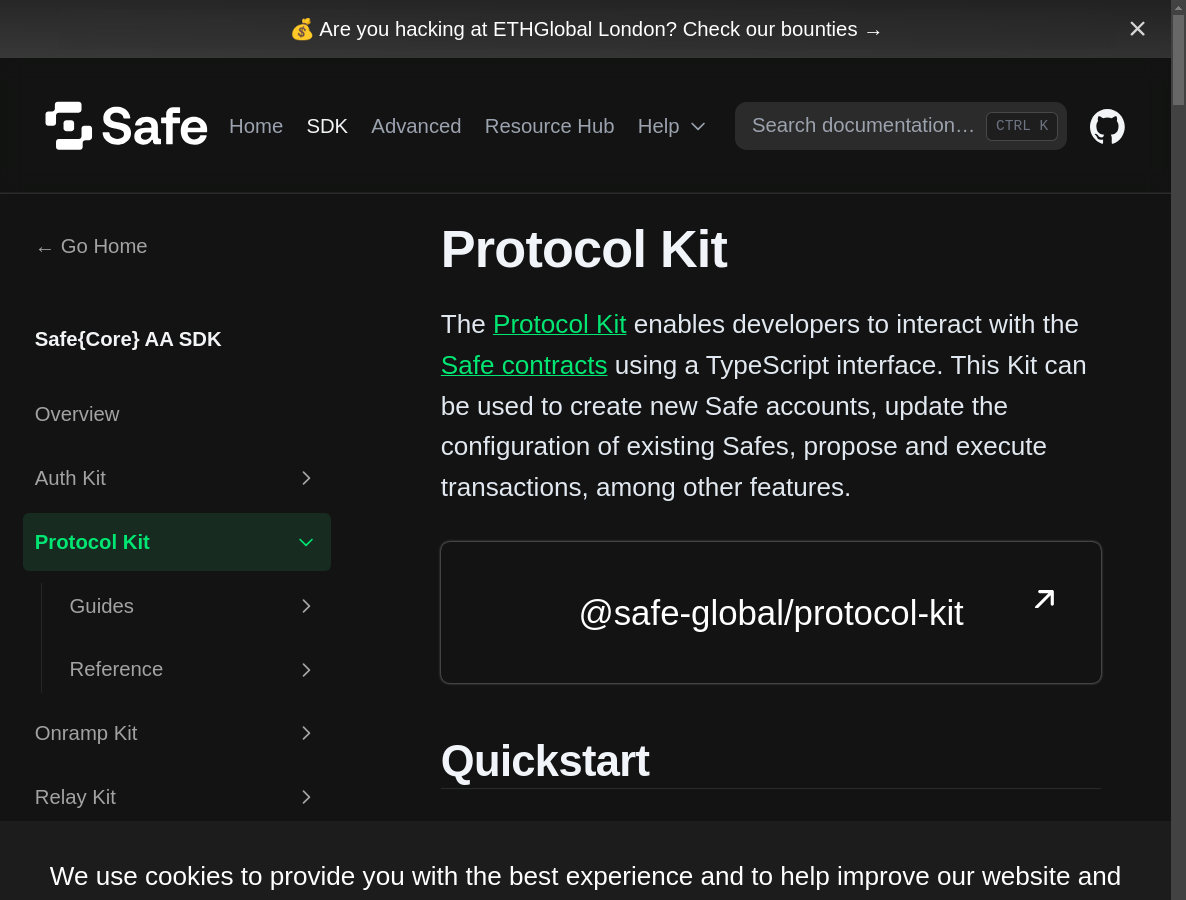 💰 Are you hacking at ETHGlobal London? Check our bounties →
Safe
Home
SDK
Advanced
Resource Hub
Help
Search documentation…
CTRL K
← Go Home
Safe{Core} AA SDK
Overview
Auth Kit
Protocol Kit
Guides
Reference
Onramp Kit
Relay Kit
Protocol Kit
The Protocol Kit enables developers to interact with the
Safe contracts using a TypeScript interface. This Kit can
be used to create new Safe accounts, update the
configuration of existing Safes, propose and execute
transactions, among other features.
@safe-global/protocol-kit
Quickstart
We use cookies to provide you with the best experience and to help improve our website and